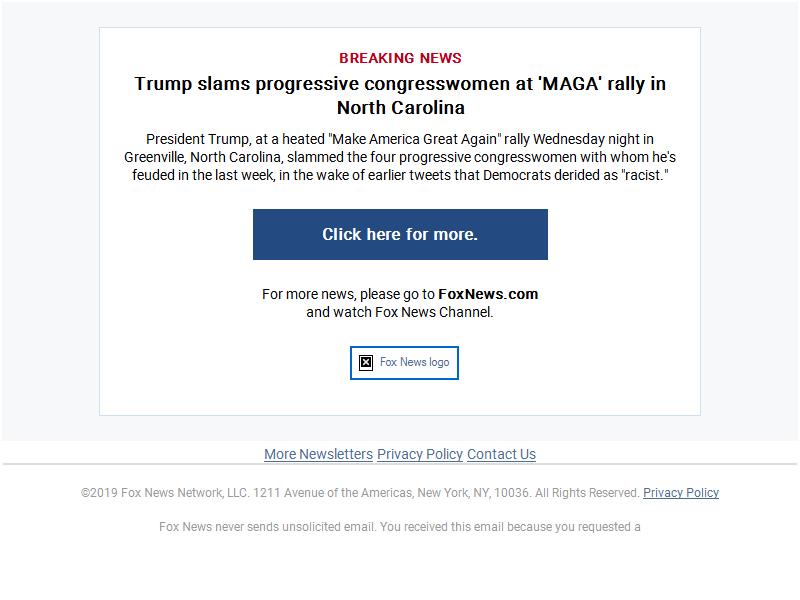 BREAKING NEWS
Trump slams progressive congresswomen at 'MAGA' rally in
North Carolina
President Trump, at a heated "Make America Great Again" rally Wednesday night in
Greenville, North Carolina, slammed the four progressive congresswomen with whom he's
feuded in the last week, in the wake of earlier tweets that Democrats derided as "racist."
Click here for more.
For more news, please go to FoxNews.com
and watch Fox News Channel.
Fox News logo
More Newsletters Privacy Policy Contact Us
©2019 Fox News Network, LLC. 1211 Avenue of the Americas, New York, NY, 10036. All Rights Reserved. Privacy Policy
Fox News never sends unsolicited email. You received this email because you requested a